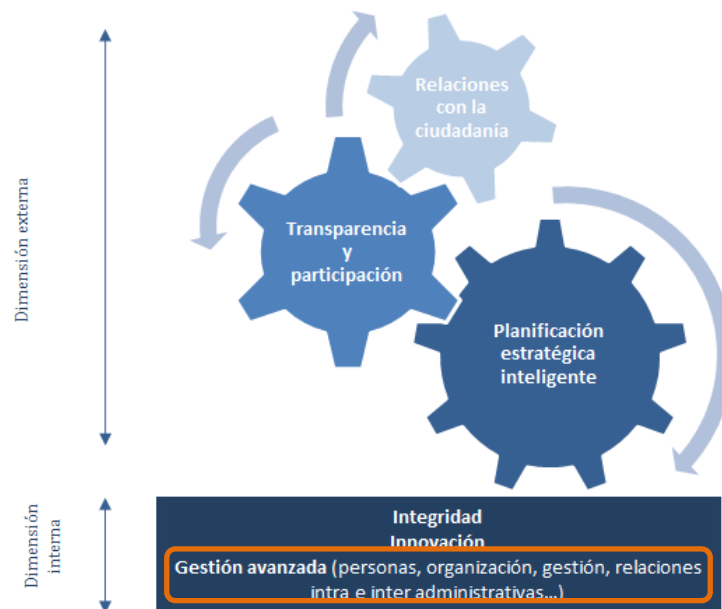 Relaciones
con la
ciudadanía
Transparencia
y
participación
Planificación
estratégica
inteligente
Dimensión externa
Dimensión
interna
Integridad
Innovación
Gestión avanzada (personas, organización, gestión, relaciones
intra e inter administrativas...)